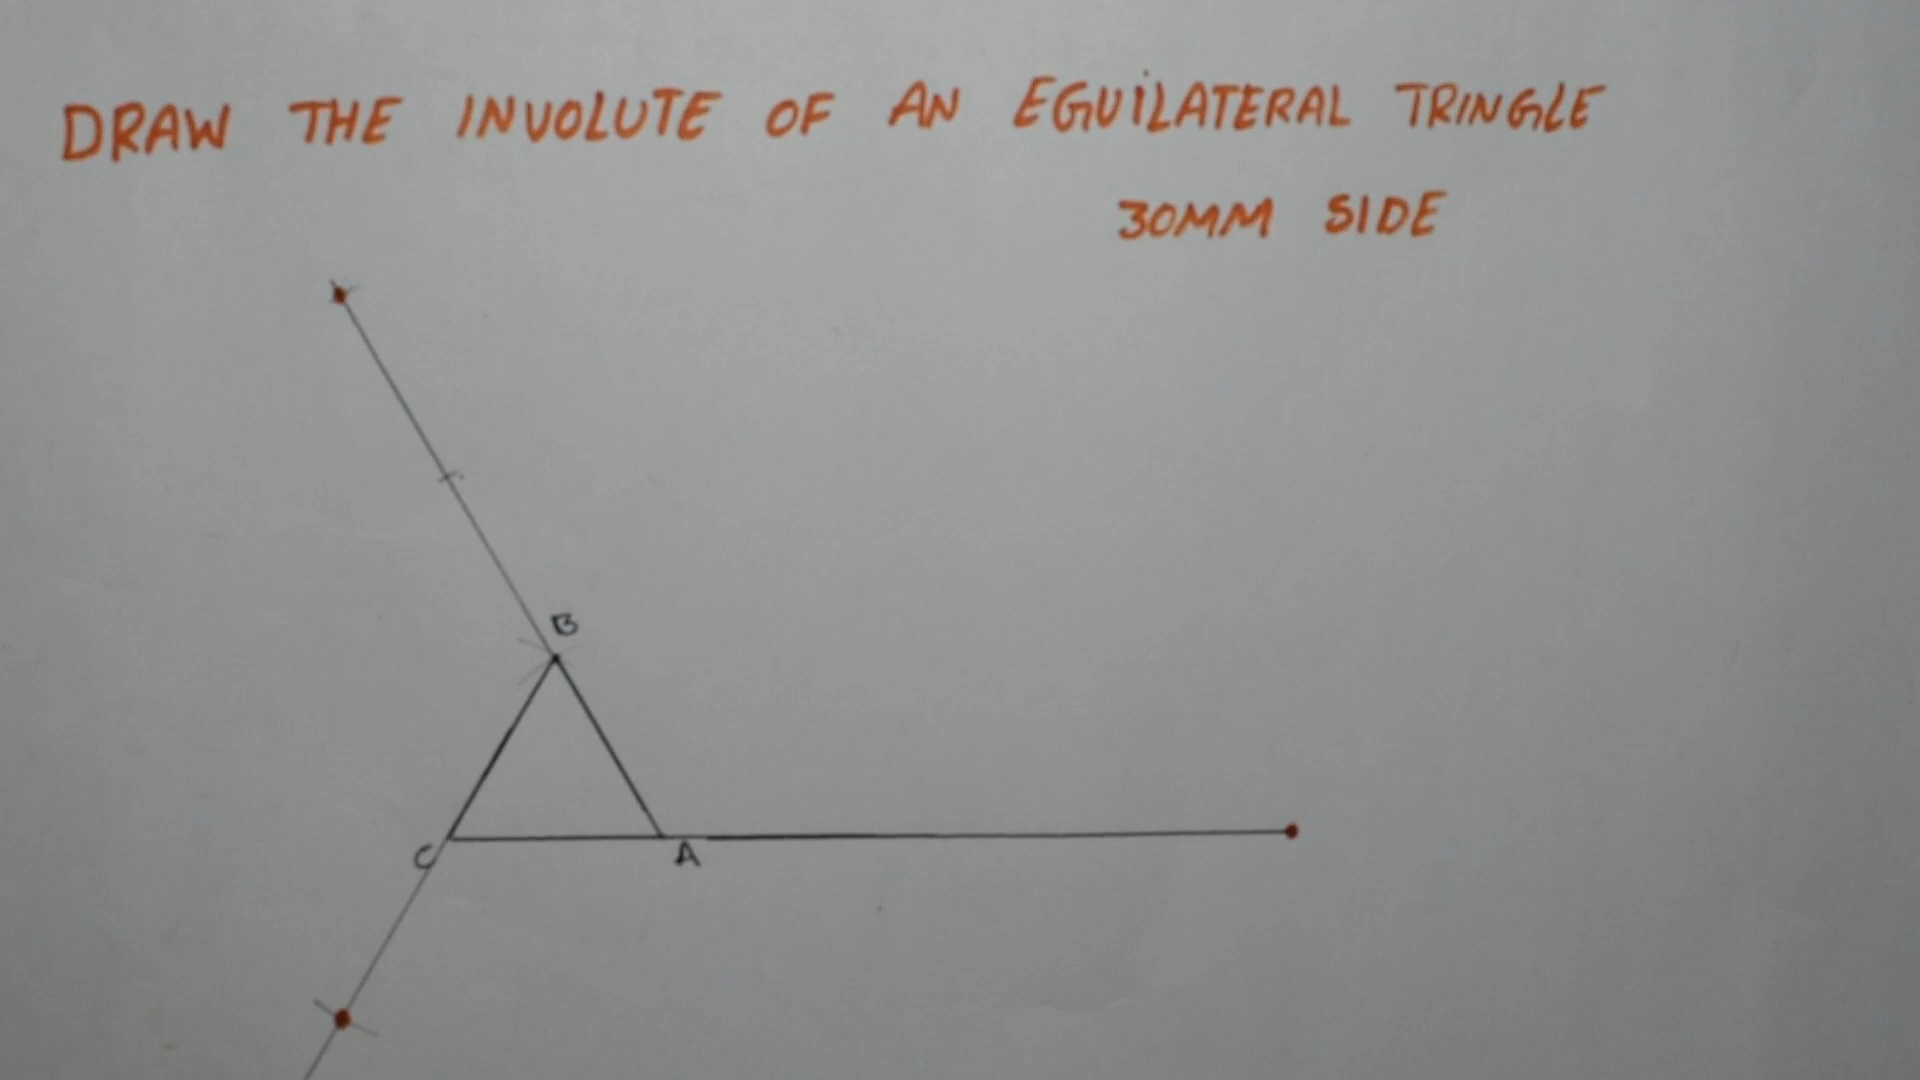 DRAW THE INVOLUTE OF AN EGUILATERAL TRINGLE
30MM SIDE
B
C
A